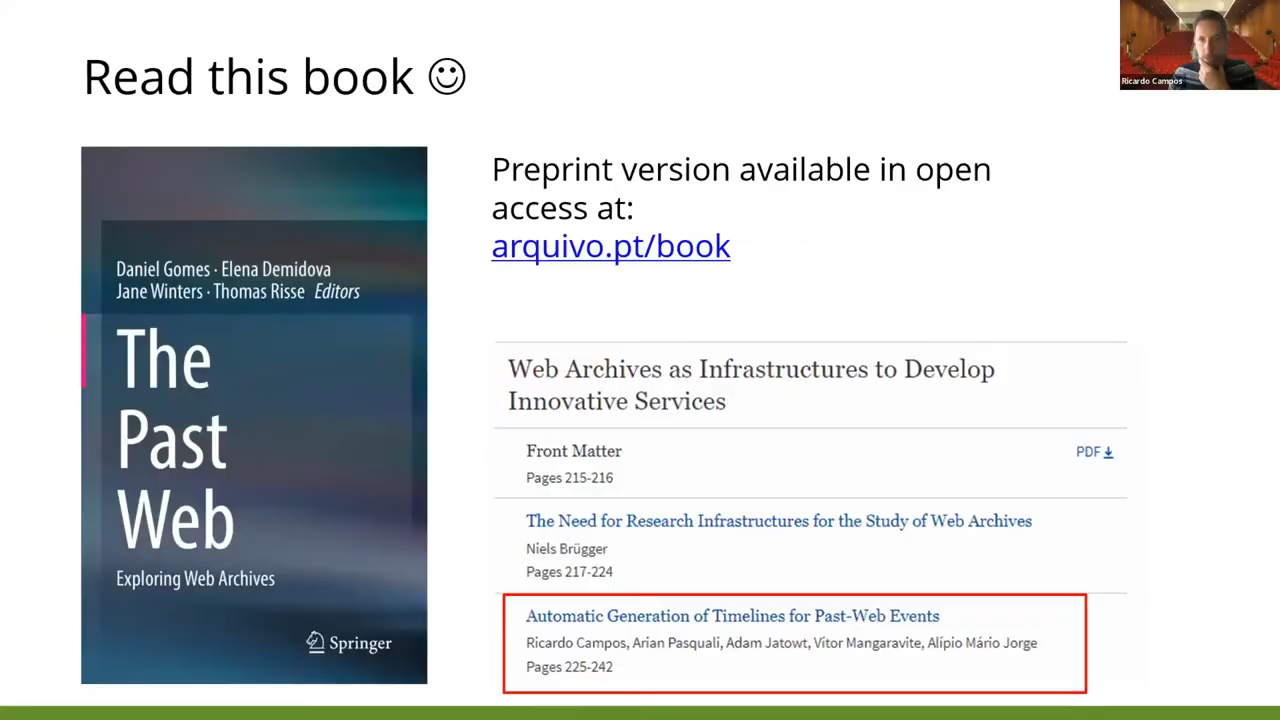 Read this book ☺
Ricardo Campos
Daniel Gomes · Elena Demidova
Jane Winters · Thomas Risse Editors
The
Past
Web
Exploring Web Archives
Springer
Preprint version available in open
access at:
arquivo.pt/book
Web Archives as Infrastructures to Develop
Innovative Services
Front Matter
PDF
Pages 215-216
The Need for Research Infrastructures for the Study of Web Archives
Niels Brügger
Pages 217-224
Automatic Generation of Timelines for Past-Web Events
Ricardo Campos, Arian Pasquali, Adam Jatowt, Vítor Mangaravite, Alípio Mário Jorge
Pages 225-242